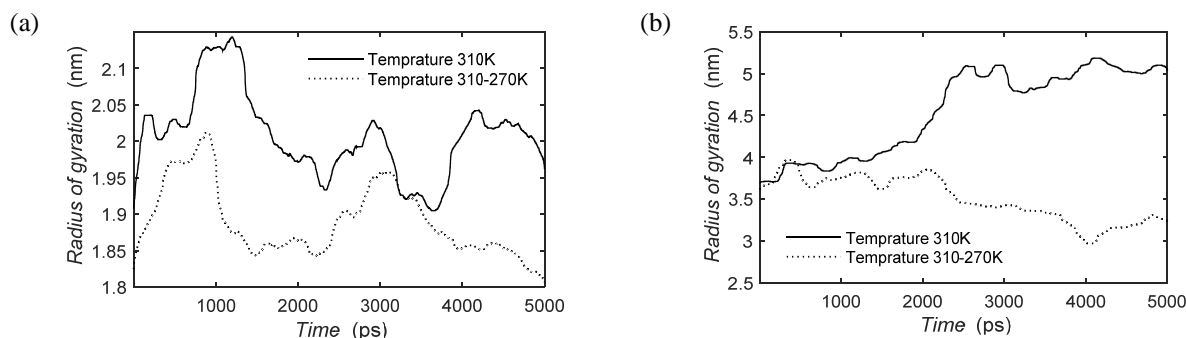 (a)
Radius of gyration (nm)
2.1
2.05
2
1.95
1.9
1.85
1.8
Temprature 310K
Temprature 310-270K
1000 2000 3000 4000 5000
Time (ps)
(b)
Radius of gyration (nm)
5.5
5
4.5
4
3.5
3
2.5
Temprature 310K
Temprature 310-270K
1000 2000 3000 4000 5000
Time (ps)